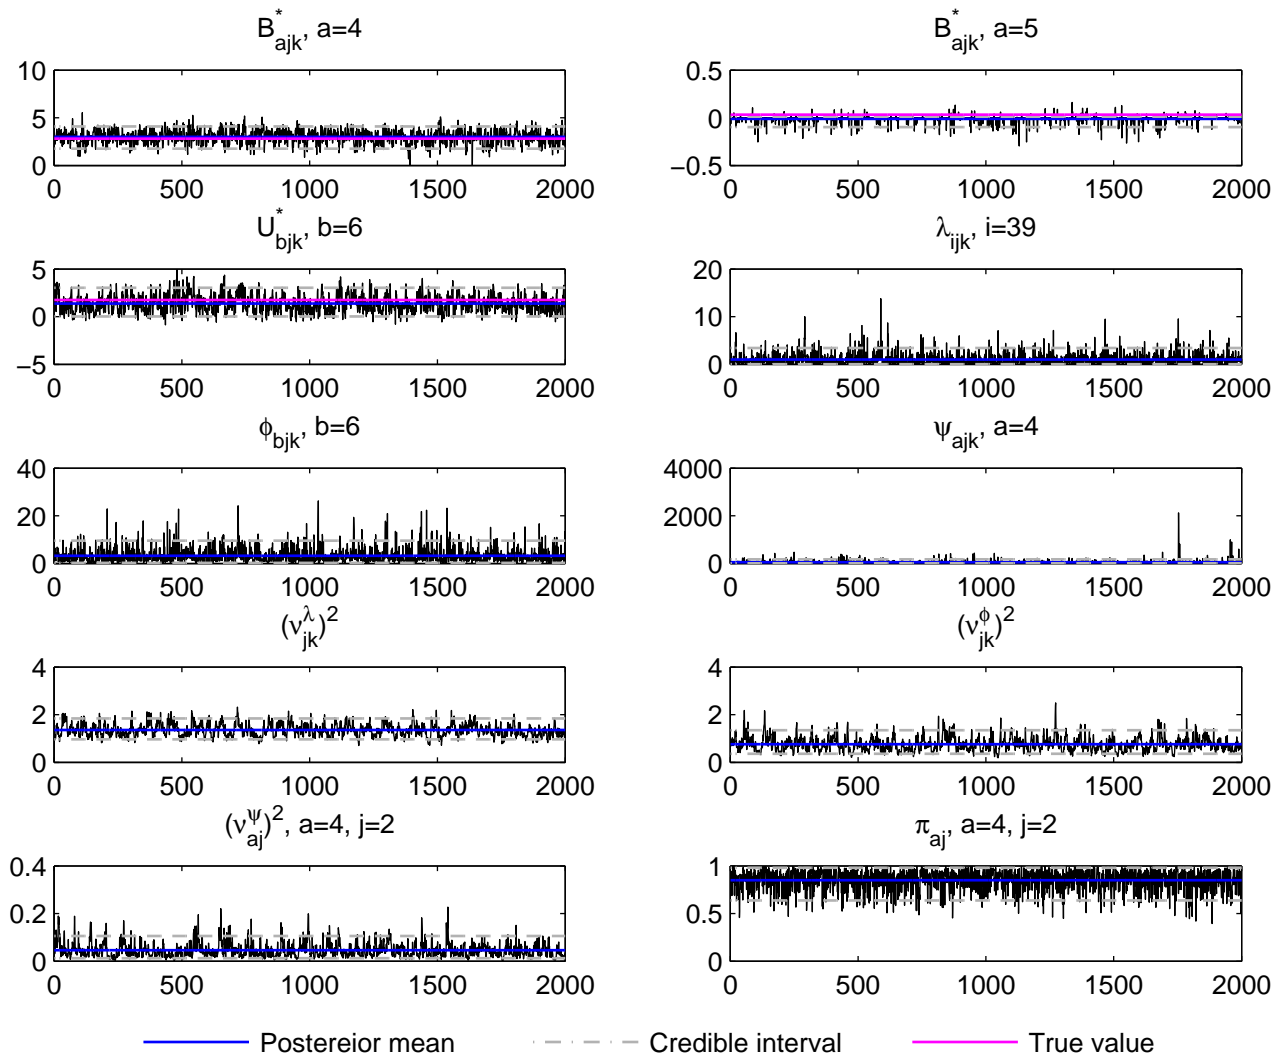 B*ajk, a=4
10
5
0
0 500 1000 1500 2000
B*ajk, a=5
0.5
0
−0.5
0 500 1000 1500 2000
U*bjk, b=6
5
0
−5
0 500 1000 1500 2000
λijk, i=39
20
10
0
0 500 1000 1500 2000
ϕbjk, b=6
40
20
0
0 500 1000 1500 2000
ψajk, a=4
4000
2000
0
0 500 1000 1500 2000
(νλjk)2
4
2
0
0 500 1000 1500 2000
(νϕjk)2
4
2
0
0 500 1000 1500 2000
(νψaj)2, a=4, j=2
0.4
0.2
0
0 500 1000 1500 2000
πaj, a=4, j=2
1
0.5
0
0 500 1000 1500 2000
Postereior mean Credible interval True value